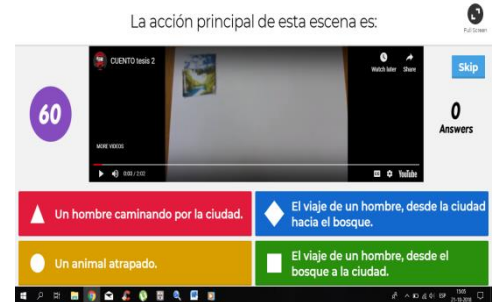 La acción principal de esta escena es:
Full Screen
CUENTO tesis 2
Watch later Share
Skip
60
0
Answers
MORE VIDEOS
0:00 / 2:02
YouTube
Un hombre caminando por la ciudad.
El viaje de un hombre, desde la ciudad
hacia el bosque.
Un animal atrapado.
El viaje de un hombre, desde el
bosque a la ciudad.
ESP
15:05
21-10-2018